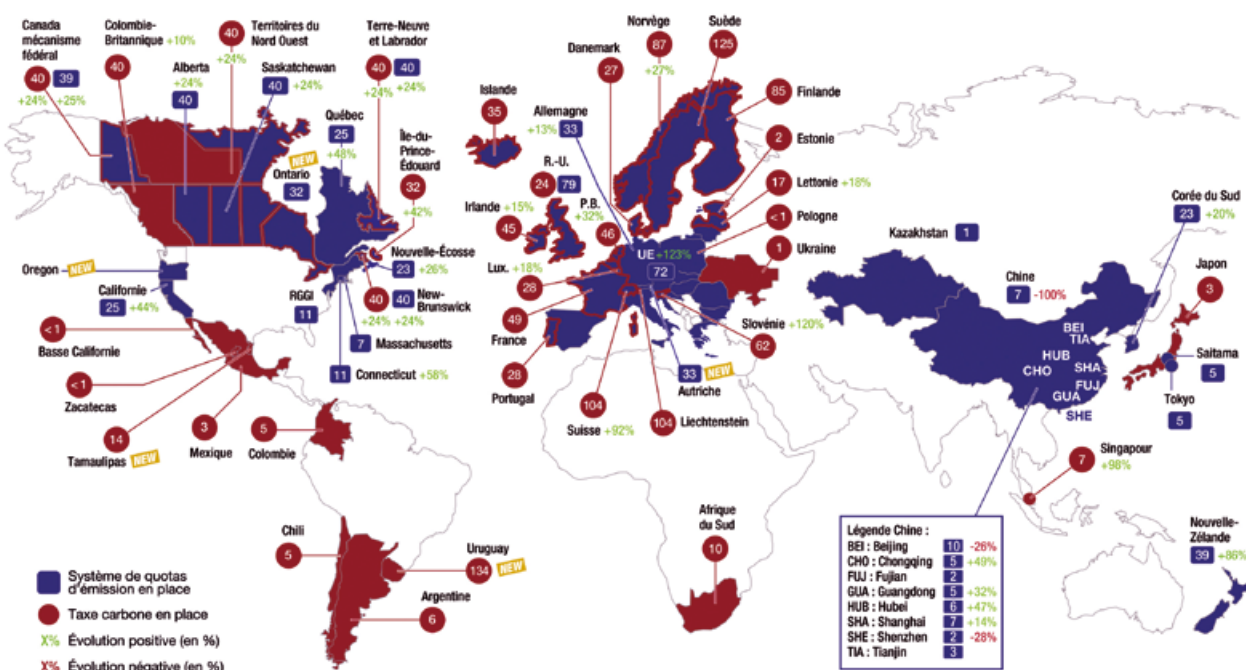 Canada
mécanisme
fédéral
40 39
+24% +25%
Colombie-
Britannique +10%
40
40
+24%
Territoires du
Nord Ouest
Alberta
+24%
40
Saskatchewan
40 +24%
Terre-Neuve
et Labrador
40 40
+24% +24%
Québec
25
+48%
NEW
Ontario
32
Île-du-
Prince-
Édouard
32
+42%
Nouvelle-Écosse
23 +26%
40 40 New-
Brunswick
+24% +24%
Oregon NEW
Californie
25 +44%
RGGI
11
7 Massachusetts
11 Connecticut +58%
<1
Basse Californie
<1
Zacatecas
14
Tamaulipas NEW
3
Mexique
5
Colombie
Chili
5
Uruguay
134 NEW
Argentine
6
Islande
35
Norvège
87
+27%
Suède
125
Danemark
27
Allemagne
+13% 33
85 Finlande
2
Estonie
17 Lettonie +18%
<1 Pologne
1
Ukraine
R.-U.
24 79
Irlande +15%
45
P.B.
+32%
46
UE +123%
72
Lux. +18%
28
49
France
28
Portugal
104
Suisse +92%
104 Liechtenstein
33 NEW
Autriche
Slovénie +120%
62
Afrique
du Sud
10
Kazakhstan 1
Chine
7 -100%
Corée du Sud
23 +20%
Japon
3
BEI
TIA
HUB
CHO
SHA
FUJ
GUA
SHE
Saitama
5
Tokyo
5
Singapour
7
+98%
Nouvelle-
Zélande
39 +86%
Légende Chine :
BEI : Beijing 10 -26%
CHO : Chongqing 5 +49%
FUJ : Fujian 2
GUA : Guangdong 5 +32%
HUB : Hubei 6 +47%
SHA : Shanghai 7 +14%
SHE : Shenzhen 2 -28%
TIA : Tianjin 3
Système de quotas
d'émission en place
Taxe carbone en place
X% Évolution positive (en %)
X% Évolution négative (en %)